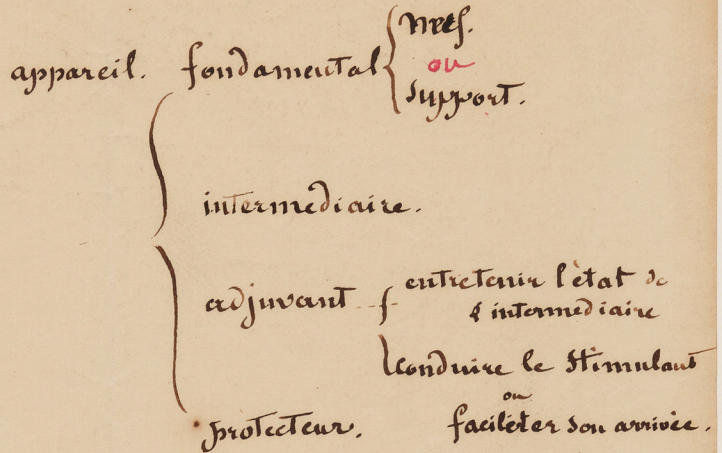 nerf.
appareil. fondamental
ou
support.
intermediaire.
adjuvant
entretenir l'état de
l'intermediaire
Conduire le stimulant
ou
protecteur. faciliter son arrivée.